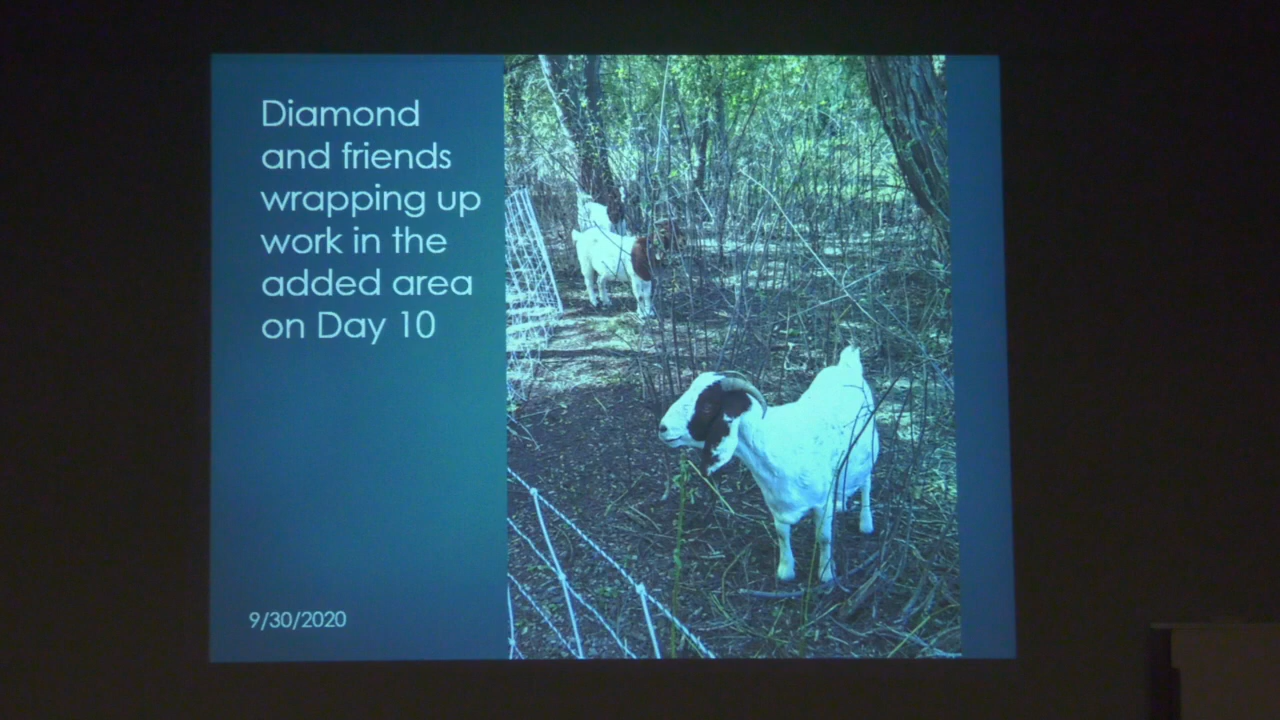 Diamond
and friends
wrapping up
work in the
added area
on Day 10
9/30/2020